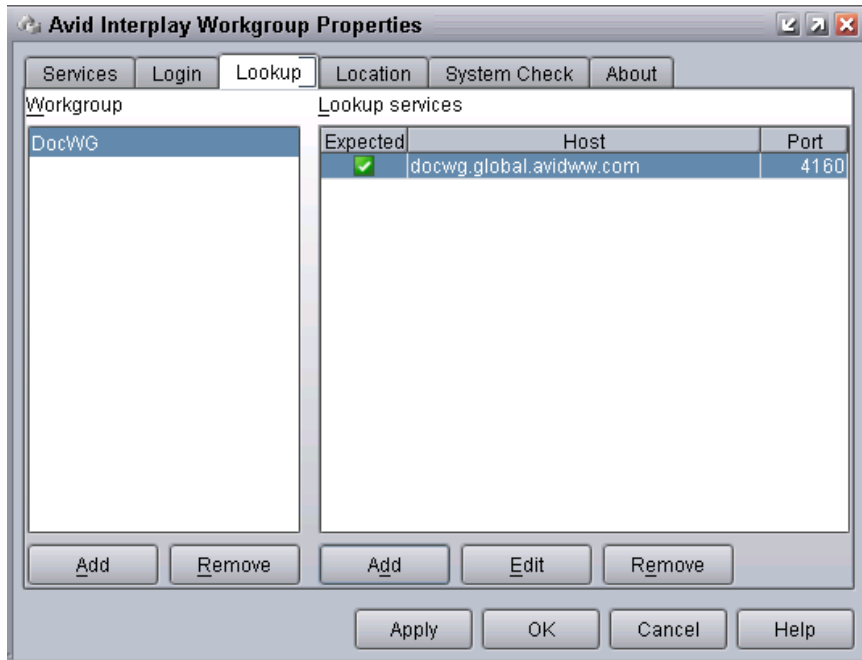 Avid Interplay Workgroup Properties
Services Login Lookup Location System Check About
Workgroup Lookup services
DocWG
Expected Host Port
docwg.global.avidww.com 4160
Add Remove Add Edit Remove
Apply OK Cancel Help